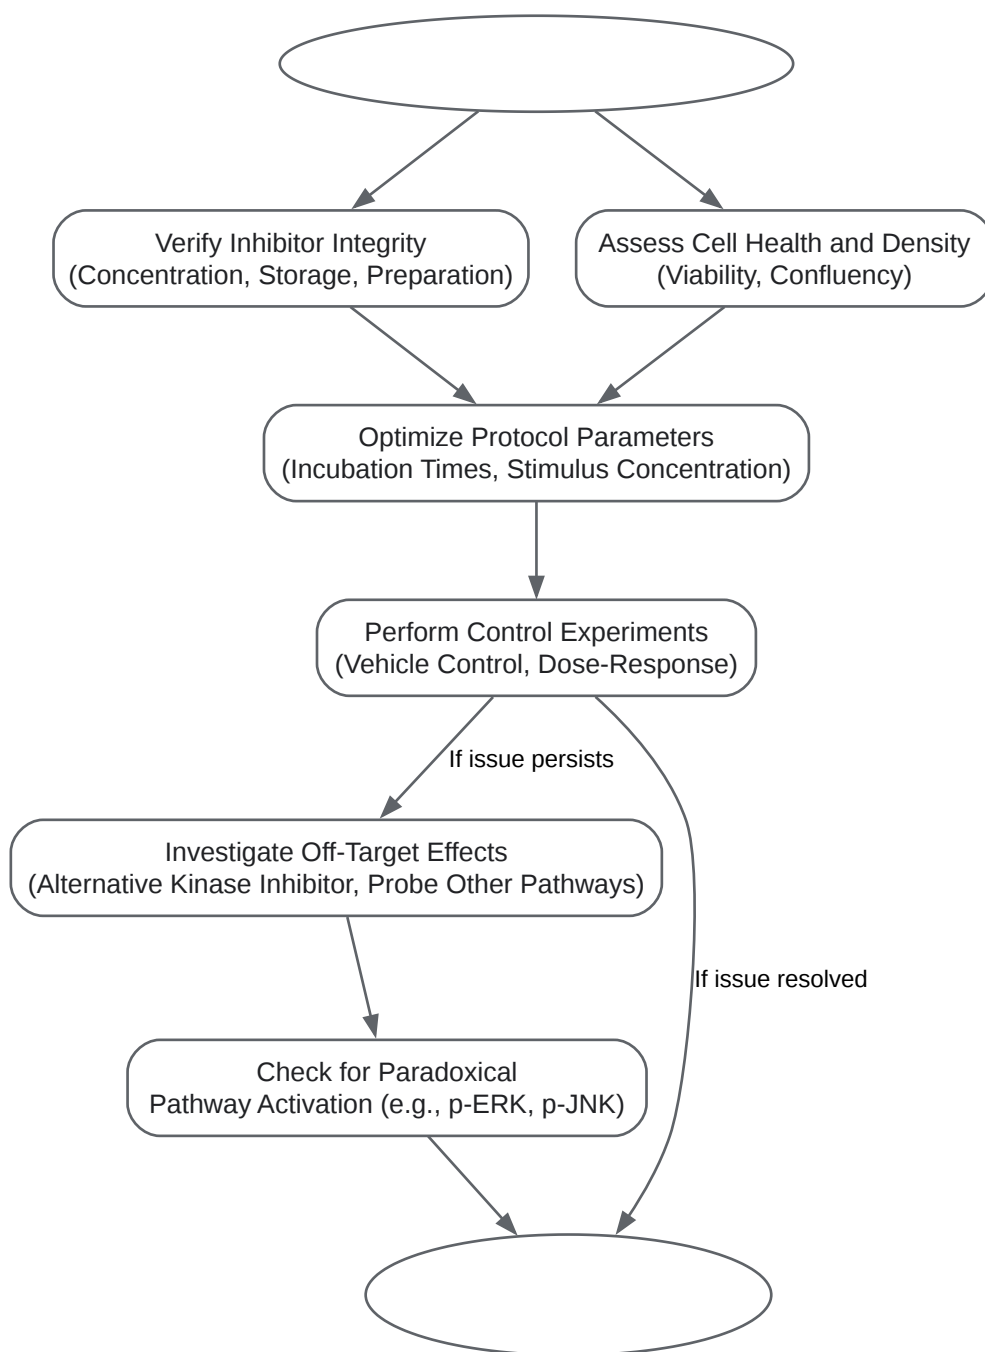 Verify Inhibitor Integrity
(Concentration, Storage, Preparation)
Assess Cell Health and Density
(Viability, Confluency)
Optimize Protocol Parameters
(Incubation Times, Stimulus Concentration)
Perform Control Experiments
(Vehicle Control, Dose-Response)
If issue persists
Investigate Off-Target Effects
(Alternative Kinase Inhibitor, Probe Other Pathways)
If issue resolved
Check for Paradoxical
Pathway Activation (e.g., p-ERK, p-JNK)